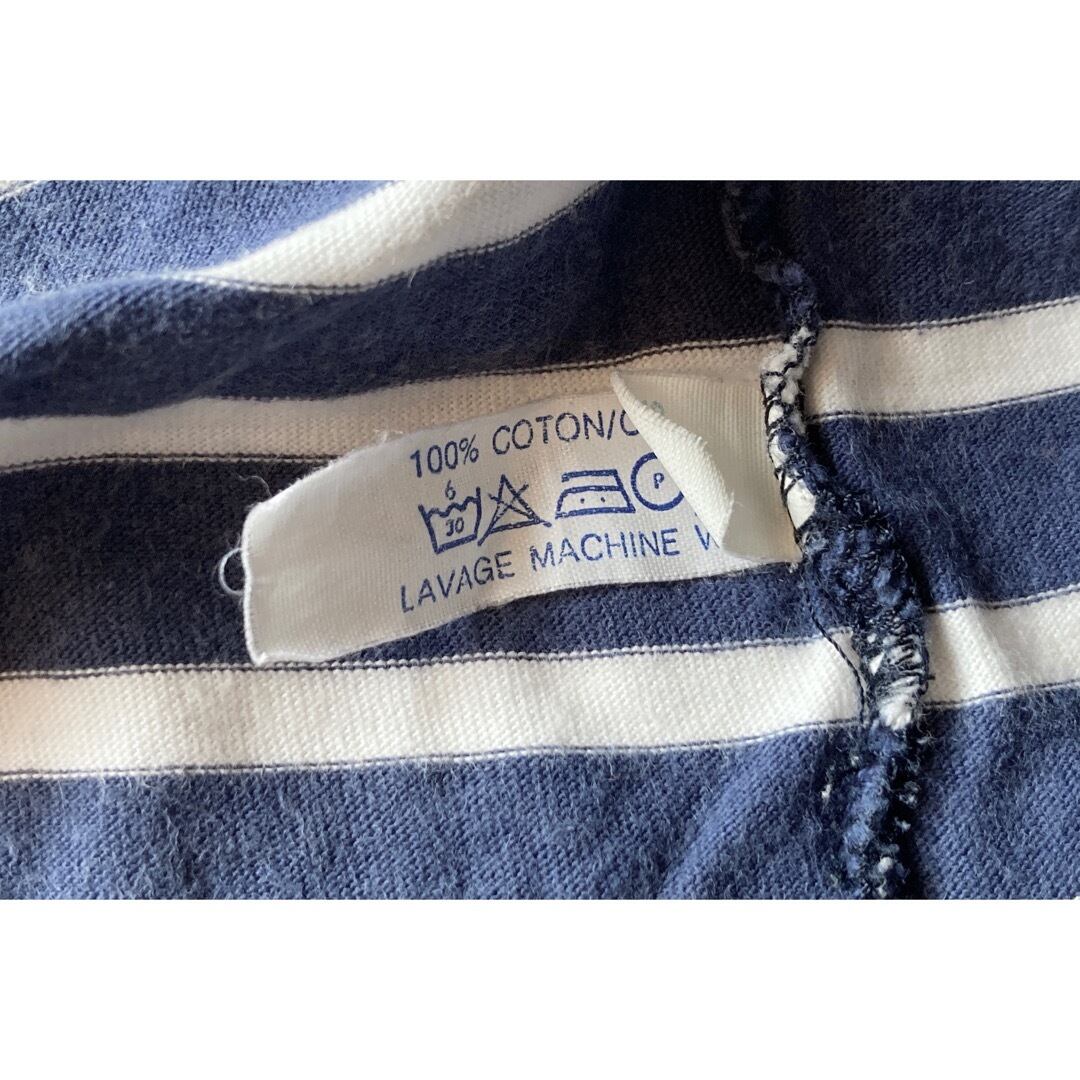 100% COTON/
6
30
P
LAVAGE MACHINE